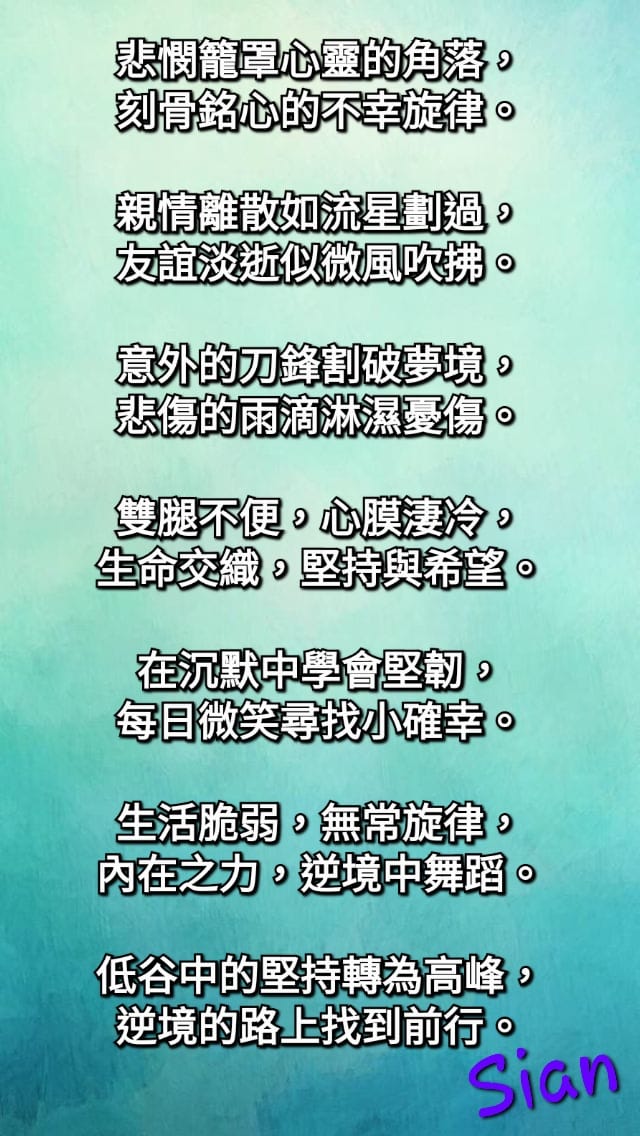 悲憫籠罩心靈的角落，
刻骨銘心的不幸旋律。
親情離散如流星劃過，
友誼淡逝似微風吹拂。
意外的刀鋒割破夢境，
悲傷的雨滴淋濕憂傷。
雙腿不便，心膜淒冷，
生命交織，堅持與希望。
在沉默中學會堅韌，
每日微笑尋找小確幸。
生活脆弱，無常旋律，
內在之力，逆境中舞蹈。
低谷中的堅持轉為高峰，
逆境的路上找到前行。
Sian